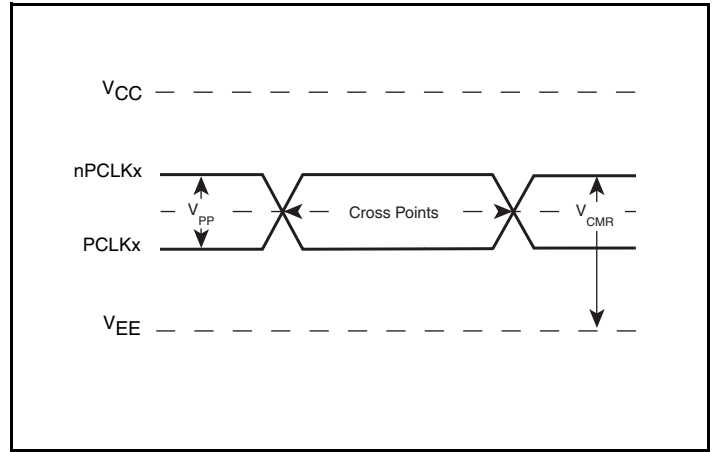 VCC
nPCLKx
VPP
Cross Points
VCMR
PCLKx
VEE